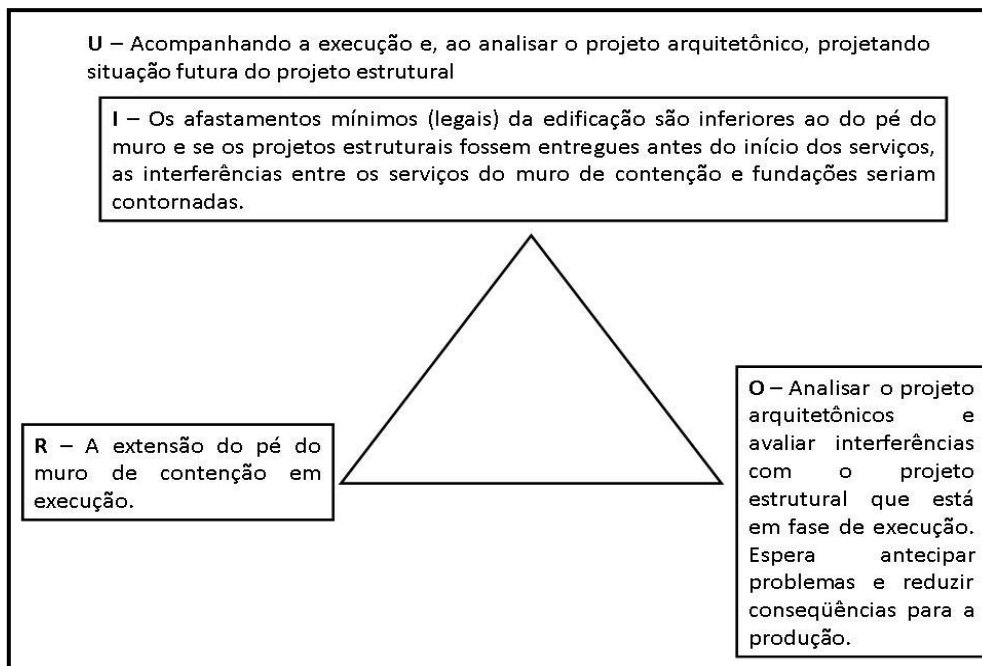 U – Acompanhando a execução e, ao analisar o projeto arquitetônico, projetando
situação futura do projeto estrutural
I – Os afastamentos mínimos (legais) da edificação são inferiores ao do pé do
muro e se os projetos estruturais fossem entregues antes do início dos serviços,
as interferências entre os serviços do muro de contenção e fundações seriam
contornadas.
R – A extensão do pé do
muro de contenção em
execução.
O – Analisar o projeto
arquitetônicos e
avaliar interferências
com o projeto
estrutural que está
em fase de execução.
Espera antecipar
problemas e reduzir
conseqüências para a
produção.